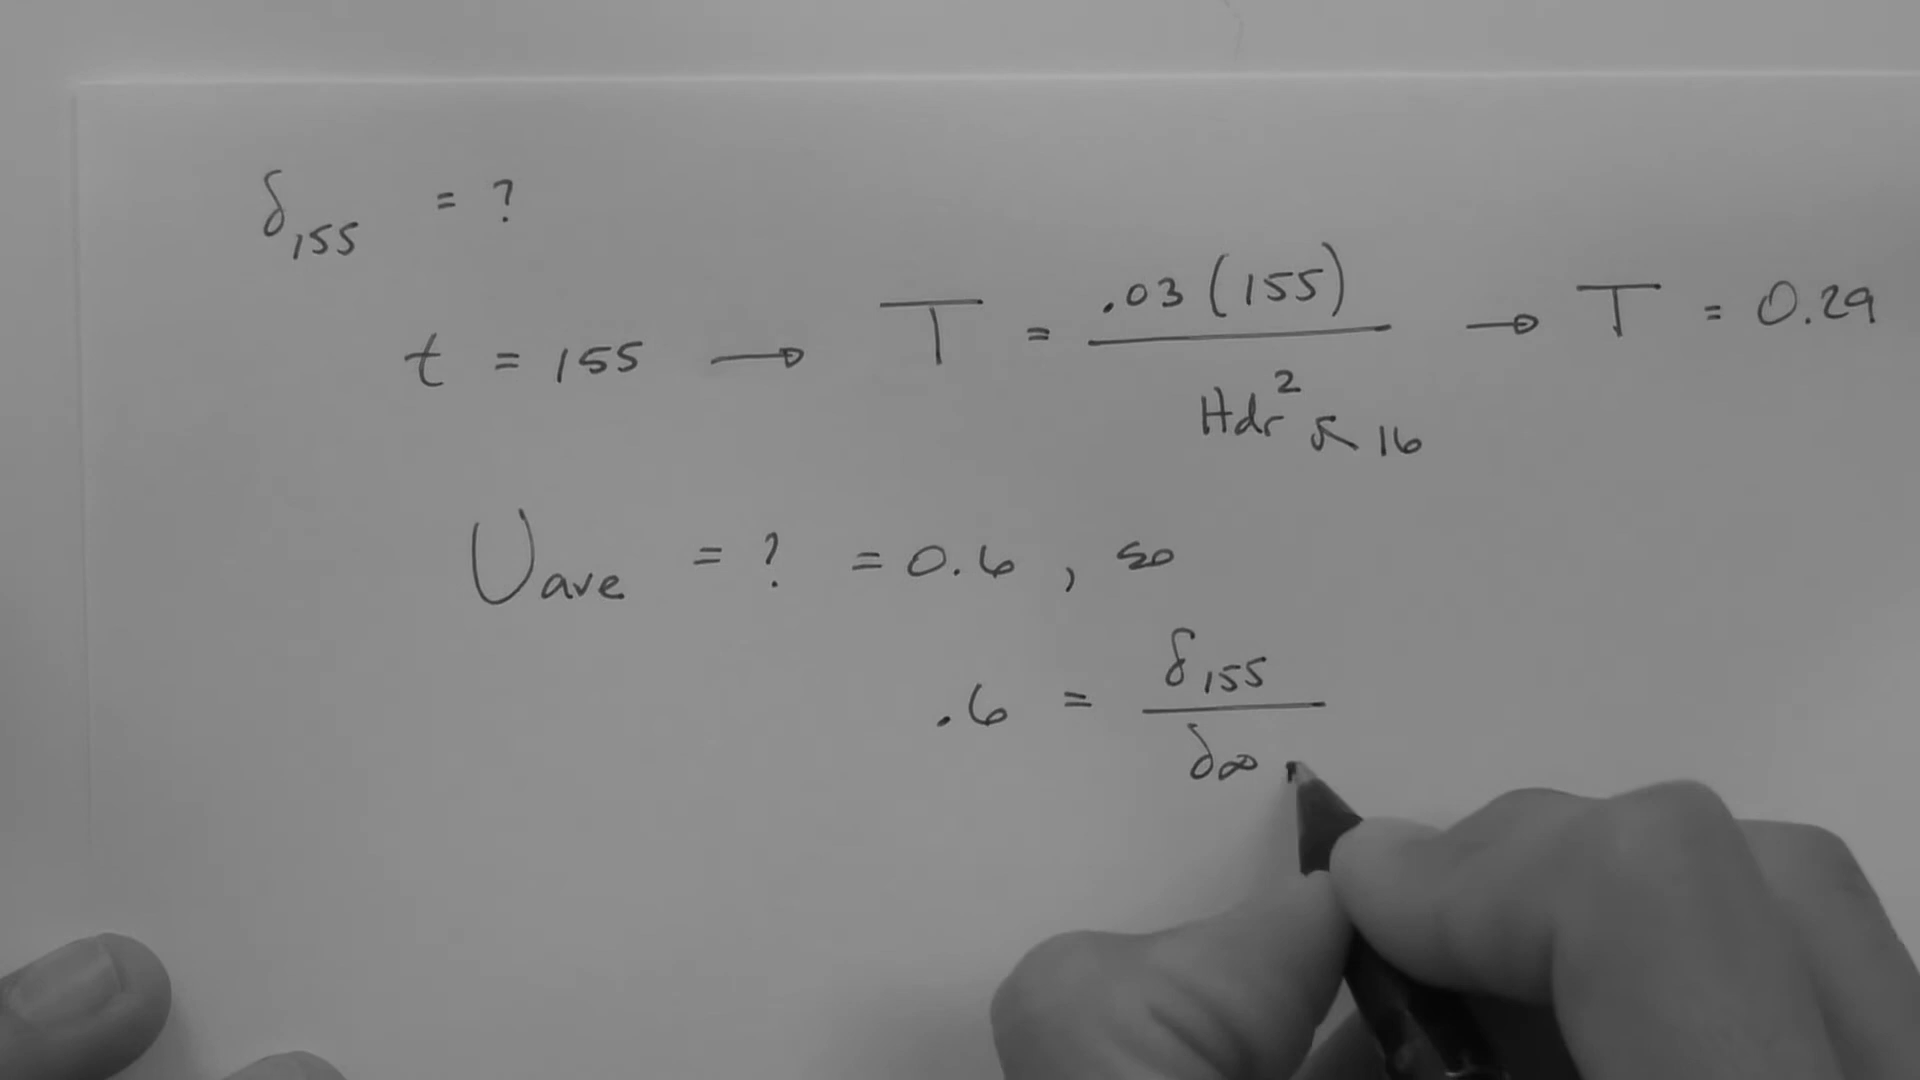 δ155 = ?
t = 155 → T = .03 (155) / Hdr² ↖ 16 → T = 0.29
Uave = ? = 0.6 , so
.6 = δ155 / δ∞